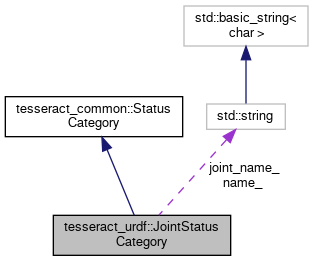 std::basic_string<
char >
tesseract_common::Status
Category
std::string
joint_name_
name_
tesseract_urdf::JointStatus
Category